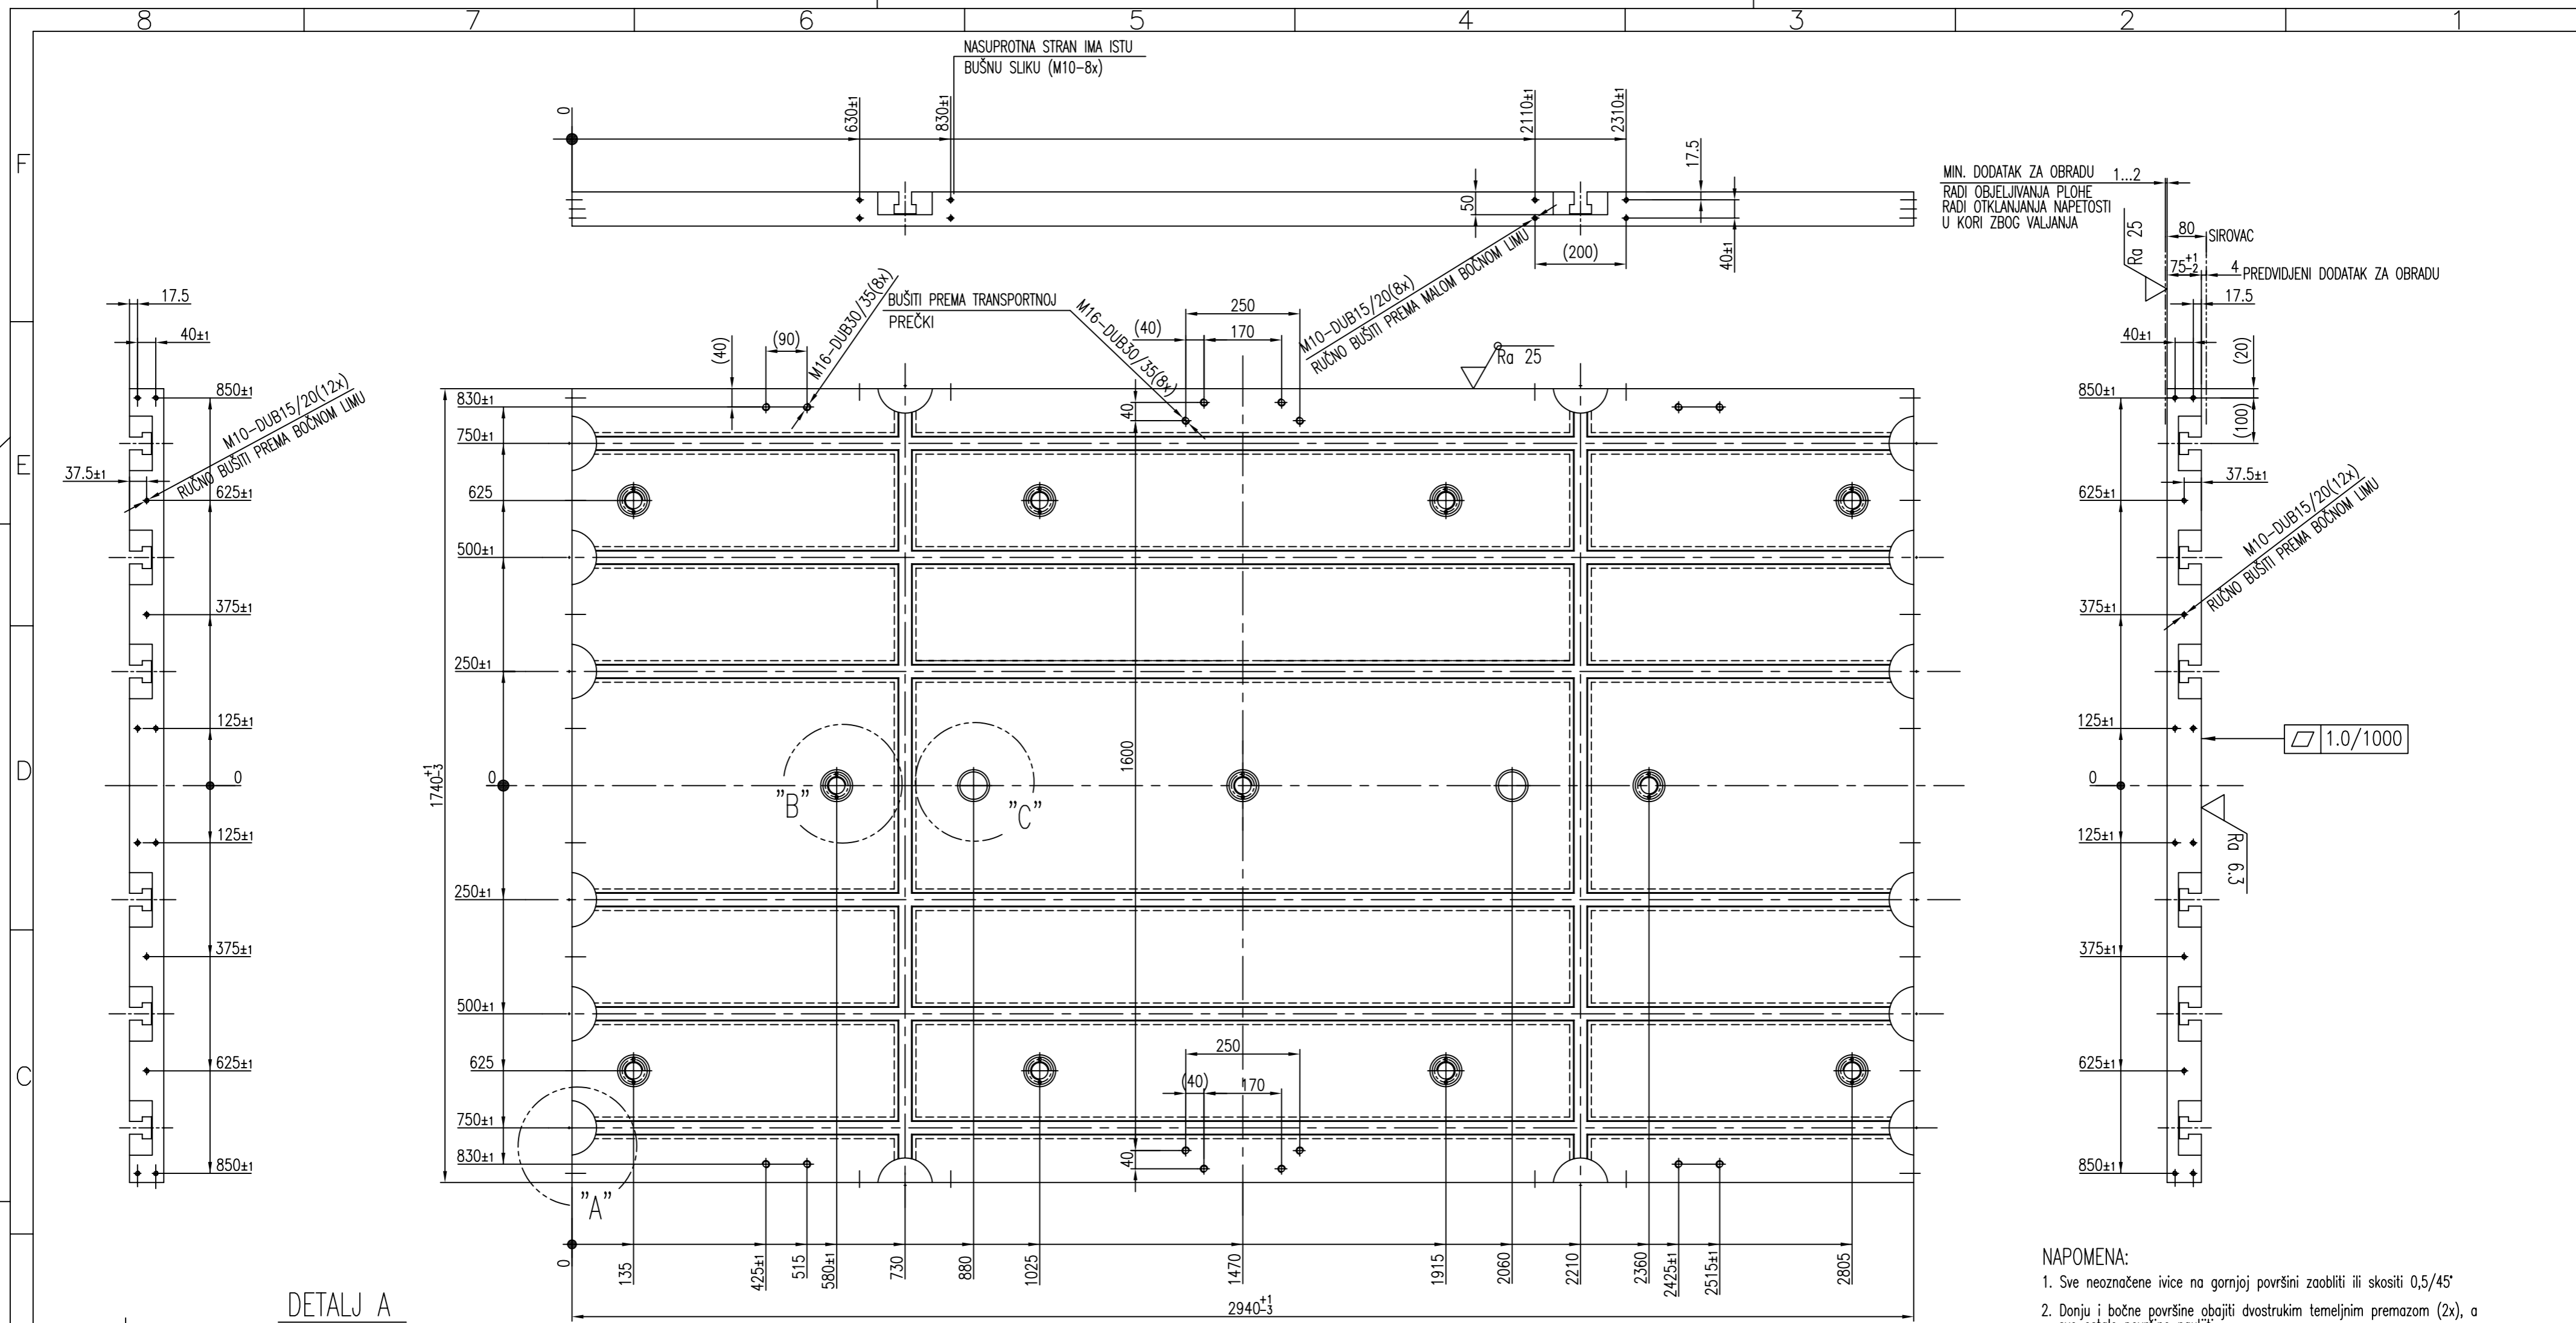 8 7 6 5 4 3 2 1
F
E
D
C
NASUPROTNA STRAN IMA ISTU
BUŠNU SLIKU (M10-8x)
0
630±1
830±1
2110±1
2310±1
17.5
50
(200)
40±1
M10-DUB15/20(8x)
RUČNO BUŠITI PREMA MALOM BOČNOM LIMU
MIN. DODATAK ZA OBRADU 1...2
RADI OBJELJIVANJA PLOHE
RADI OTKLANJANJA NAPETOSTI
U KORI ZBOG VALJANJA
Ra 25
80 SIROVAC
75+1-2
4 PREDVIDJENI DODATAK ZA OBRADU
17.5
40±1
(20)
(100)
850±1
37.5±1
625±1
M10-DUB15/20(12x)
RUČNO BUŠITI PREMA BOČNOM LIMU
375±1
125±1
1.0/1000
0
Ra 6.3
125±1
375±1
625±1
850±1
17.5
40±1
850±1
M10-DUB15/20(12x)
RUČNO BUŠITI PREMA BOČNOM LIMU
37.5±1
625±1
375±1
125±1
0
125±1
375±1
625±1
850±1
(40)
(90)
M16-DUB30/35(8x)
BUŠITI PREMA TRANSPORTNOJ
PREČKI
M16-DUB30/35(8x)
250
(40)
170
40
Ra 25
830±1
750±1
625
500±1
250±1
0
250±1
500±1
625
750±1
830±1
1740+1-3
1600
"B"
"C"
"A"
250
(40)
170
40
0
135
425±1
515
580±1
730
880
1025
1470
1915
2060
2210
2360
2425±1
2515±1
2805
2940+1-3
DETALJ A
NAPOMENA:
1. Sve neoznačene ivice na gornjoj površini zaobliti ili skositi 0,5/45°
2. Donju i bočne površine obajiti dvostrukim temeljnim premazom (2x), a